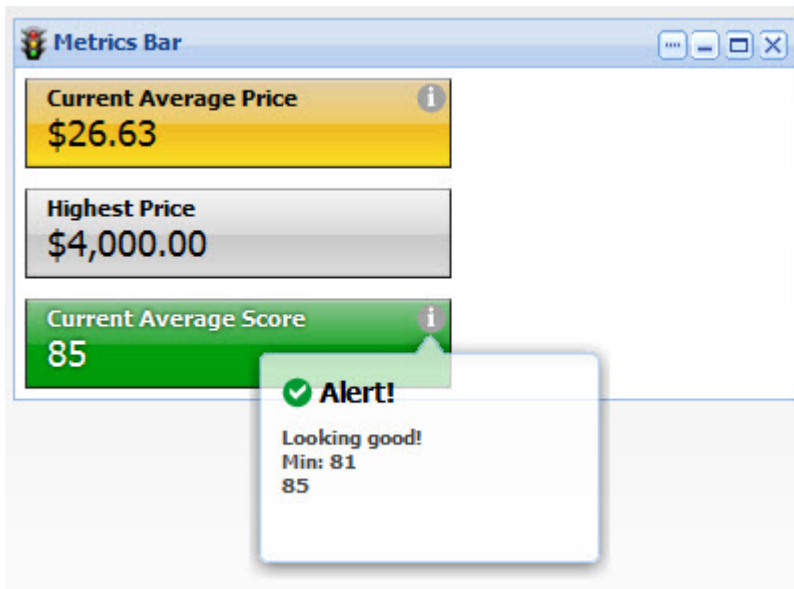 Metrics Bar
Current Average Price
$26.63
Highest Price
$4,000.00
Current Average Score
85
Alert!
Looking good!
Min: 81
85